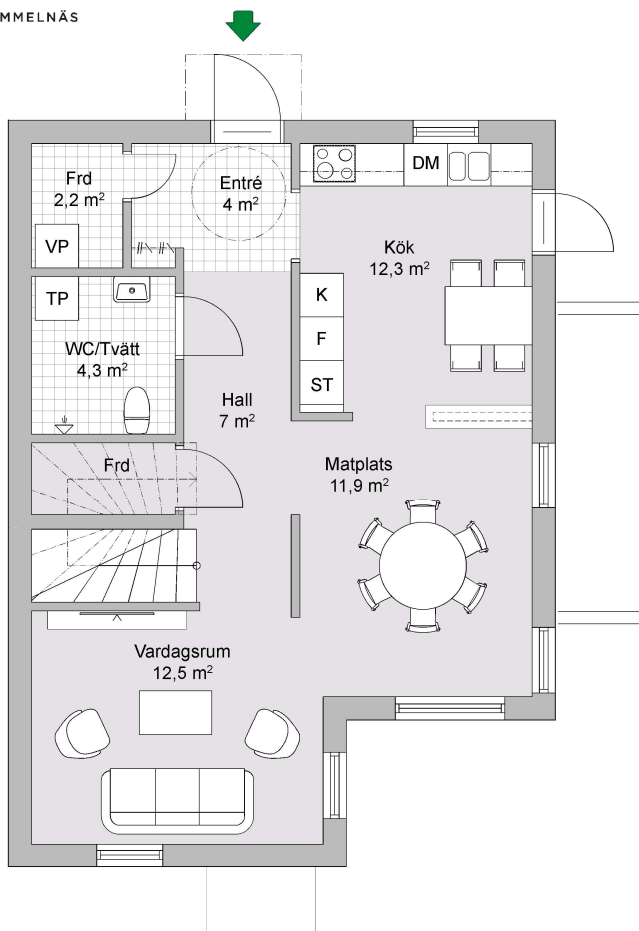 MMELNÄS
Frd
2,2 m²
Entré
4 m²
DM
VP
Kök
12,3 m²
TP
K
WC/Tvätt
4,3 m²
F
Hall
7 m²
ST
Frd
Matplats
11,9 m²
Vardagsrum
12,5 m²